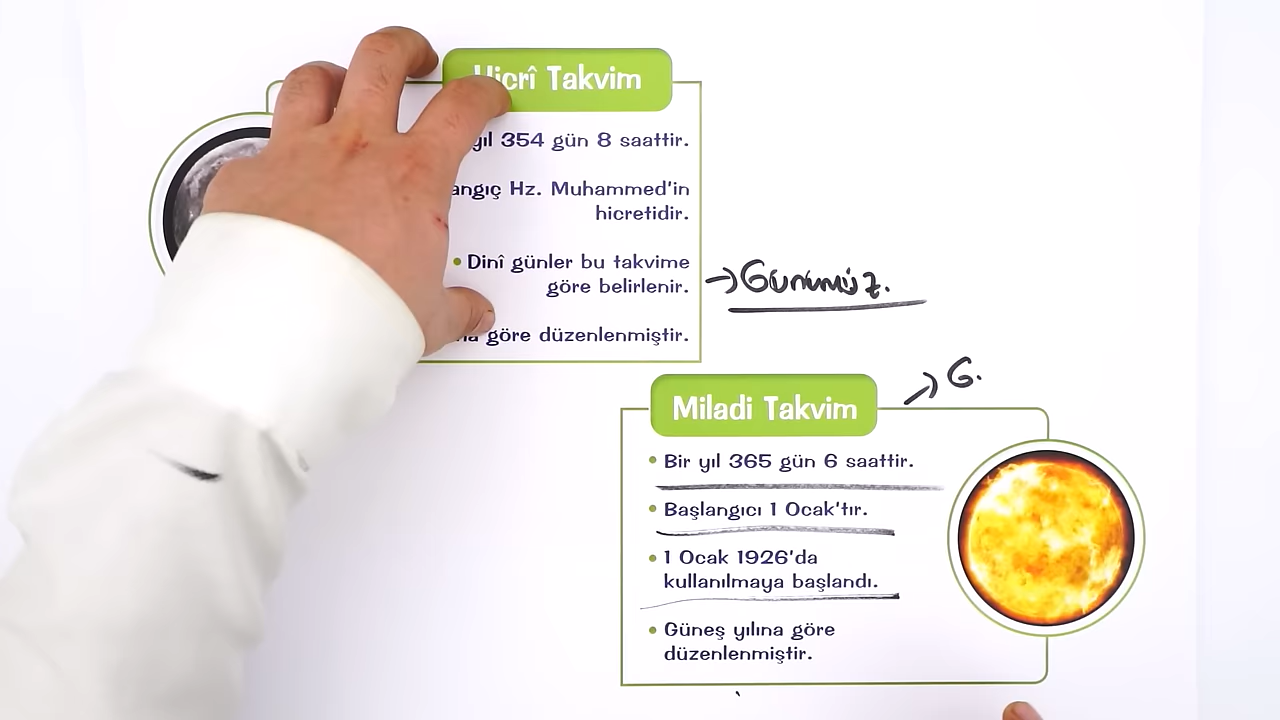 Hicrî Takvim
yıl 354 gün 8 saattir.
Hz. Muhammed'in
hicretidir.
• Dinî günler bu takvime
göre belirlenir.
→ Günümüz.
göre düzenlenmiştir.
→ G.
Miladi Takvim
• Bir yıl 365 gün 6 saattir.
• Başlangıcı 1 Ocak'tır.
• 1 Ocak 1926'da
kullanılmaya başlandı.
• Güneş yılına göre
düzenlenmiştir.